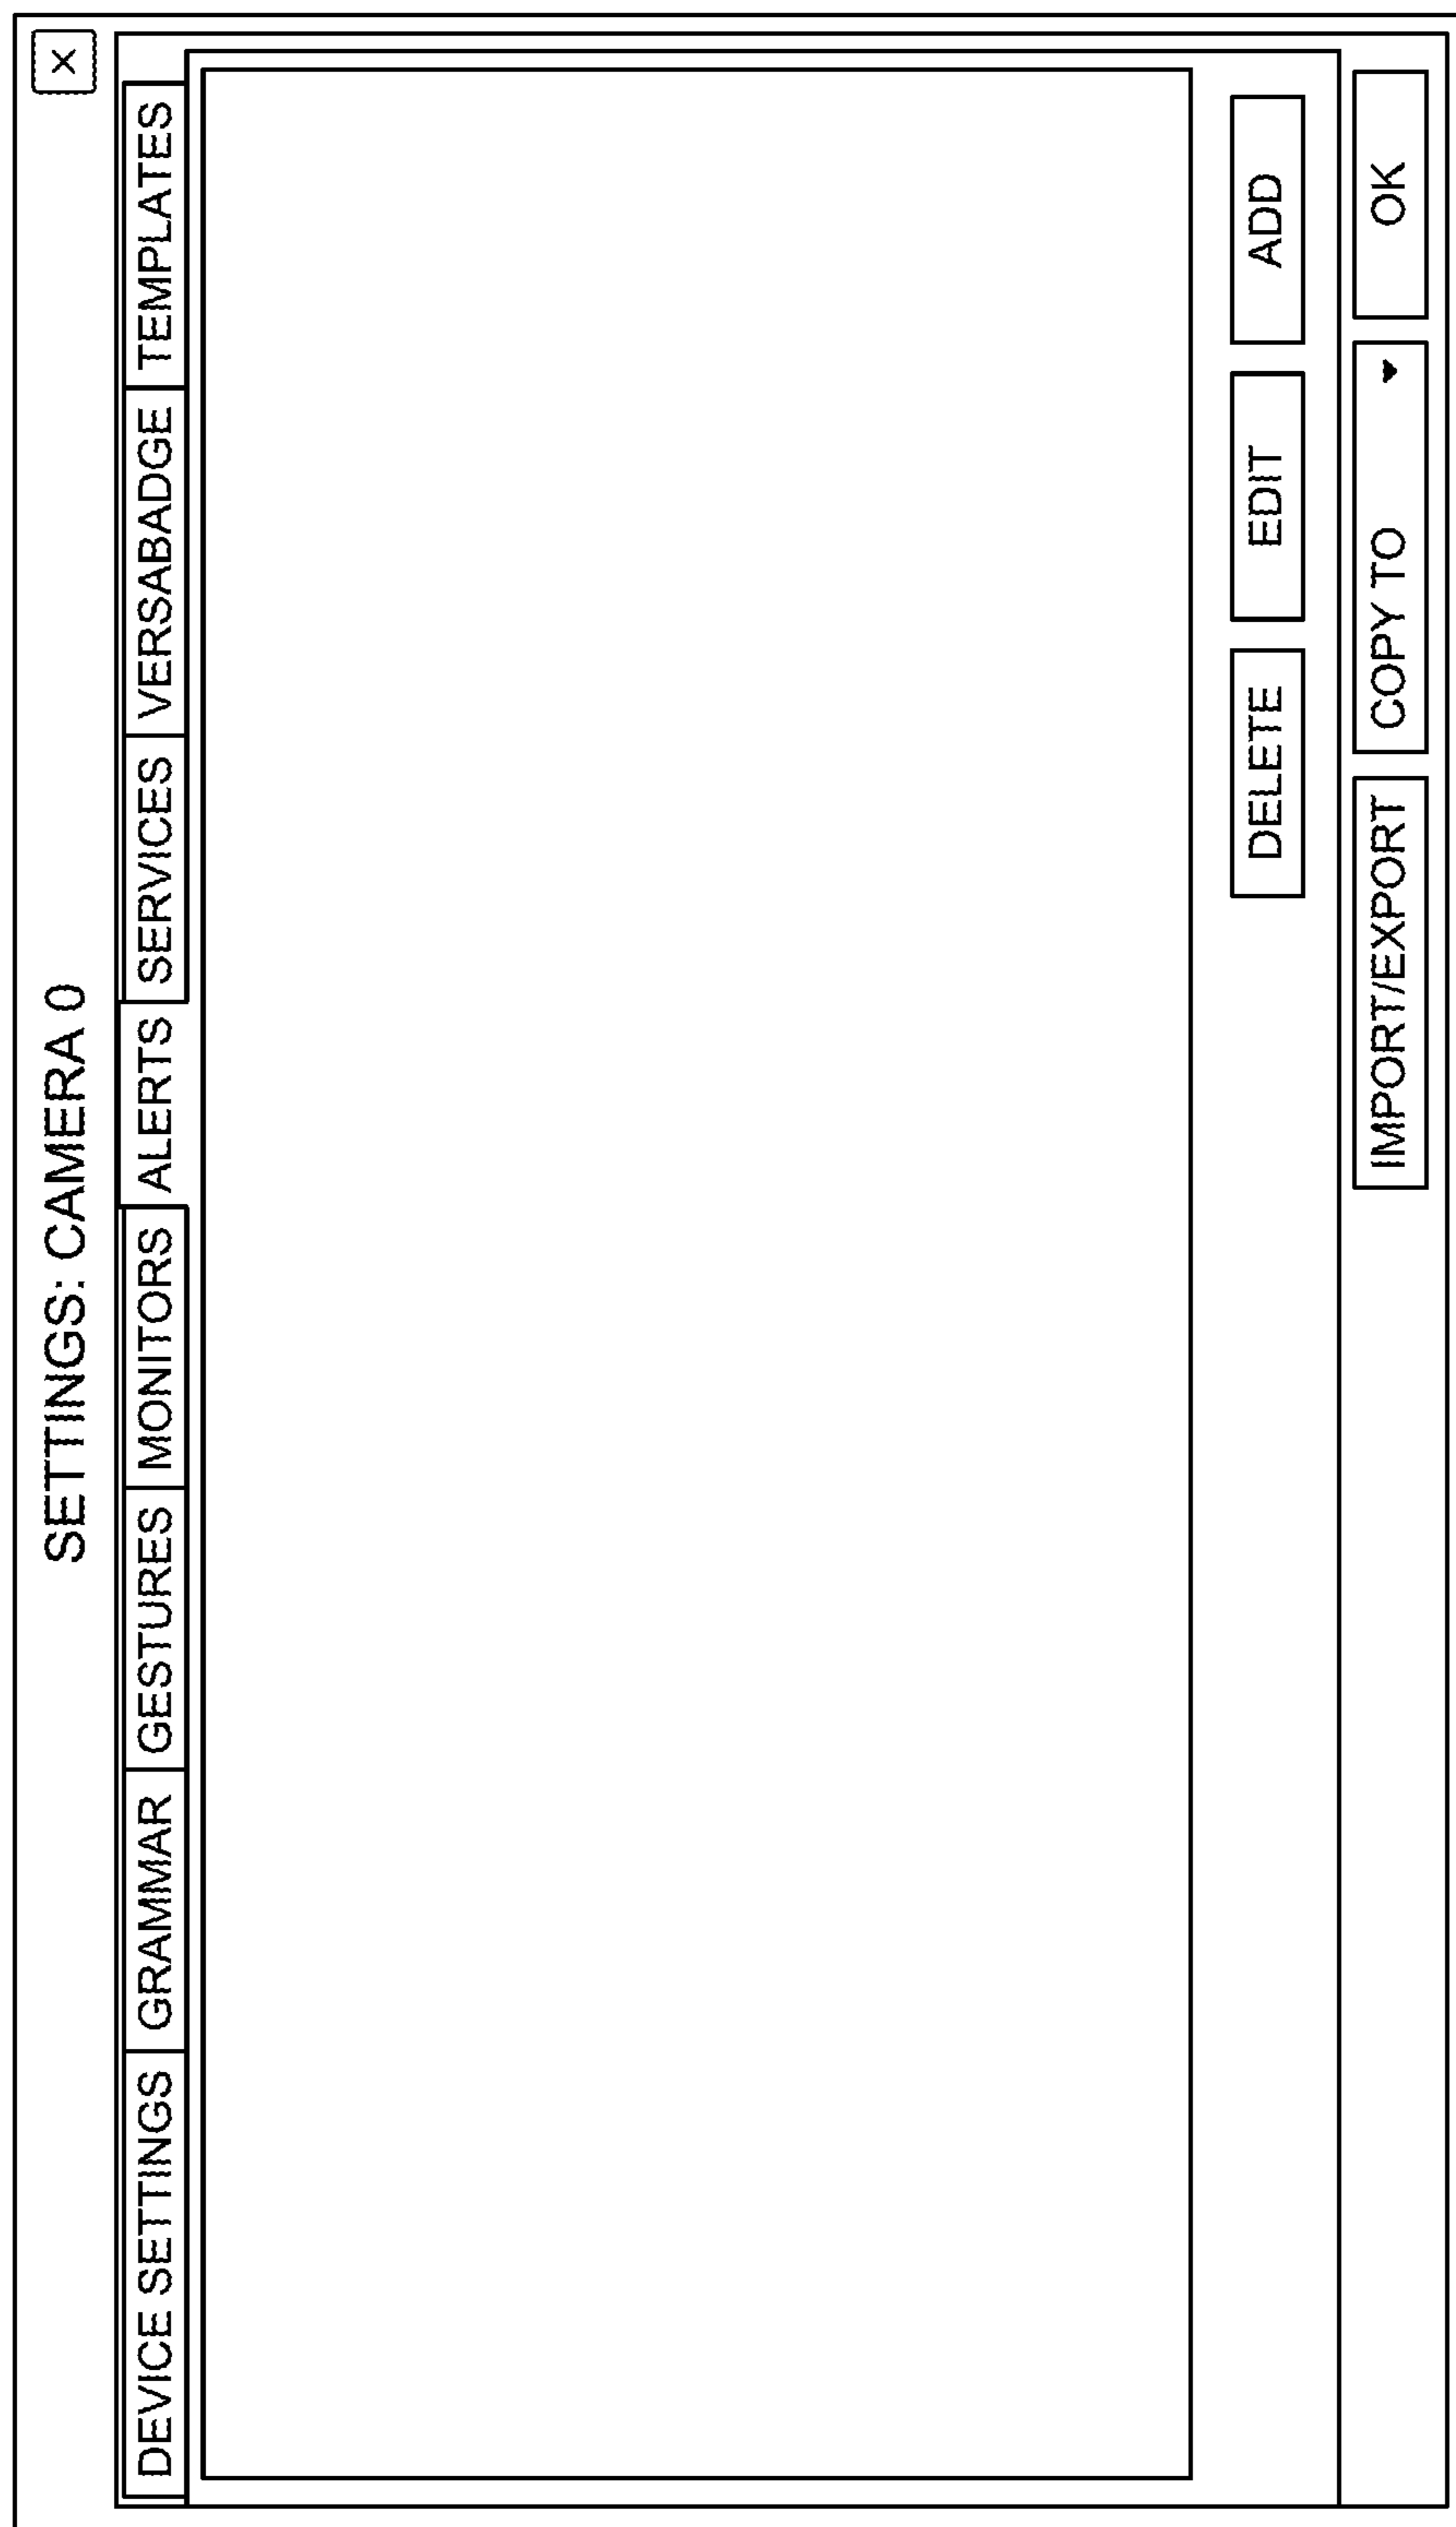 SETTINGS: CAMERA 0
X
DEVICE SETTINGS GRAMMAR GESTURES MONITORS ALERTS SERVICES VERSABADGE TEMPLATES
DELETE EDIT ADD
IMPORT/EXPORT COPY TO OK